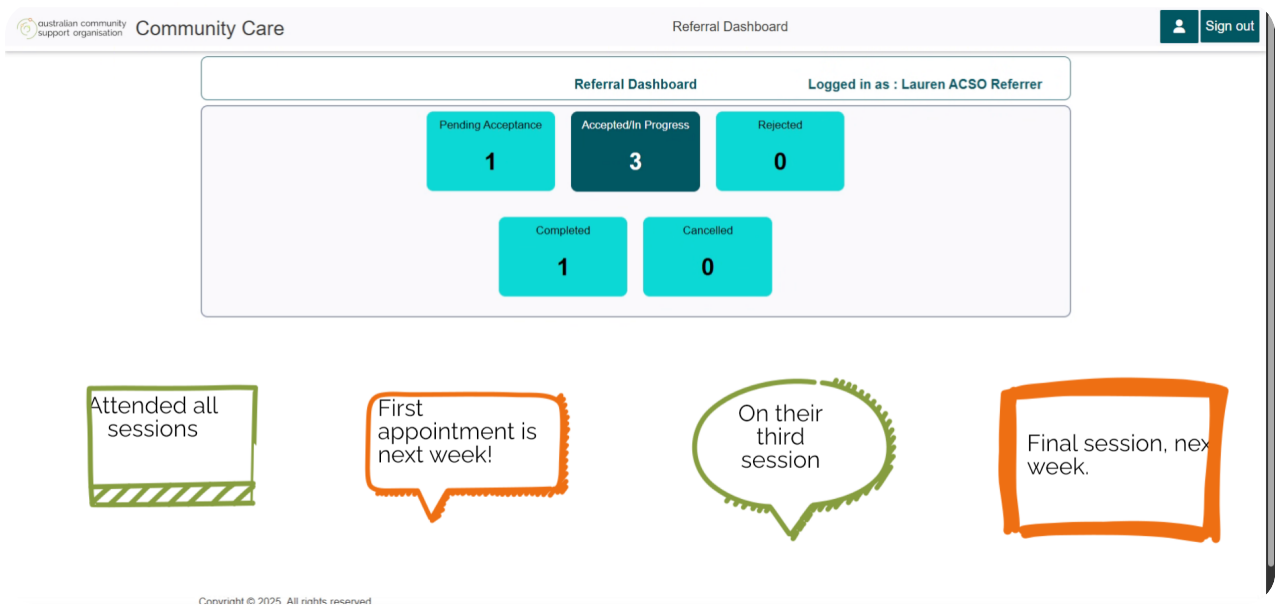 australian community
support organisation
Community Care
Referral Dashboard
Sign out
Referral Dashboard
Logged in as : Lauren ACSO Referrer
Pending Acceptance
1
Accepted/In Progress
3
Rejected
0
Completed
1
Cancelled
0
Attended all
sessions
First
appointment is
next week!
On their
third
session
Final session, nex
week.
Copyright © 2025. All rights reserved